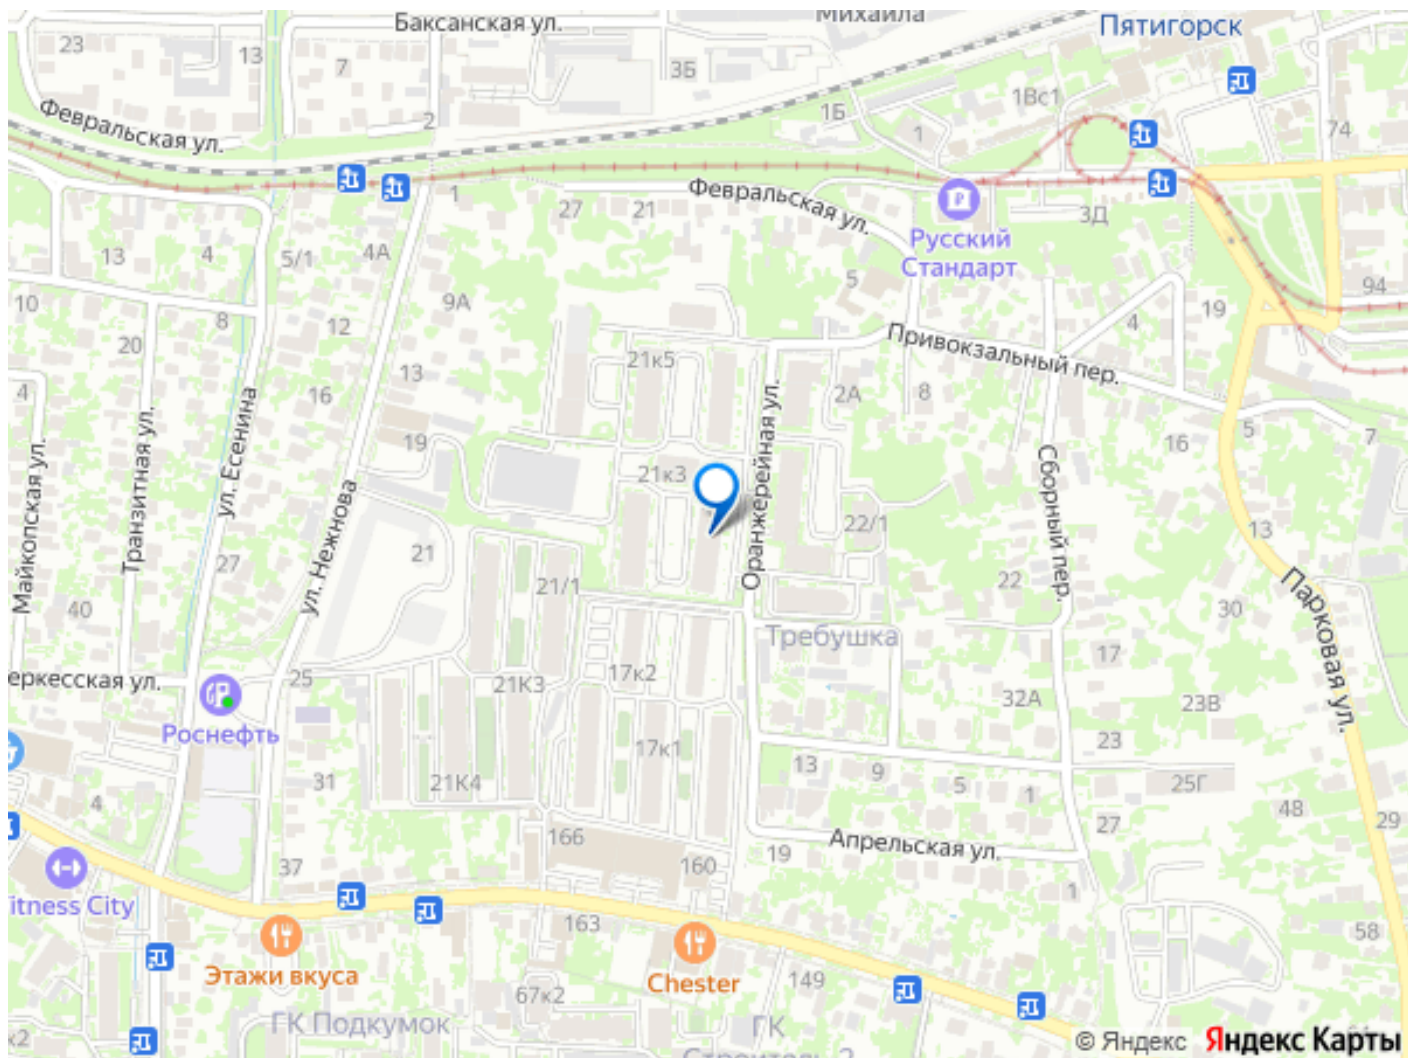 Баксанская ул.
Михаила
Пятигорск
23
13
7
3Б
1Б
1Вс1
1
74
Февральская ул.
2
1
27
21
Февральская ул.
3Д
Русский
Стандарт
13
4
5/1
4А
5
94
10
8
12
9А
19
4
20
21к5
Привокзальный пер.
4
16
13
2А
8
Майкопская ул.
Транзитная ул.
ул. Есенина
ул. Нежнова
Оранжерейная ул.
Сборный пер.
16
5
7
19
21к3
22/1
13
27
21
21/1
22
30
Парковая ул.
40
Требушка
17
еркесская ул.
25
21К3
17к2
32А
23В
Роснефть
17к1
23
31
21К4
13
9
5
1
25Г
4
48
27
29
166
160
19
Апрельская ул.
37
1
itness City
163
58
Этажи вкуса
Chester
149
67к2
к2
ГК Подкумок
ГК
Строитель-2
© Яндекс Яндекс Карты